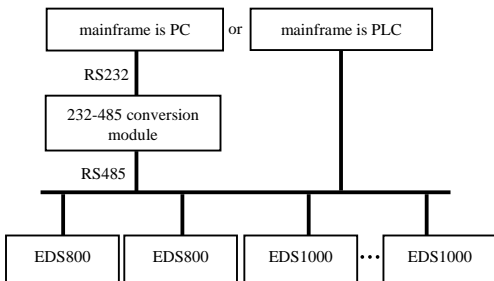 mainframe is PC or mainframe is PLC
RS232
232-485 conversion
module
RS485
EDS800 EDS800 EDS1000 ••• EDS1000